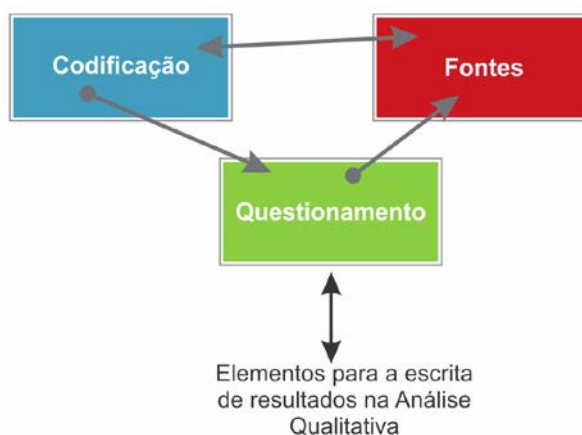 Codificação
Fontes
Questionamento
Elementos para a escrita
de resultados na Análise
Qualitativa